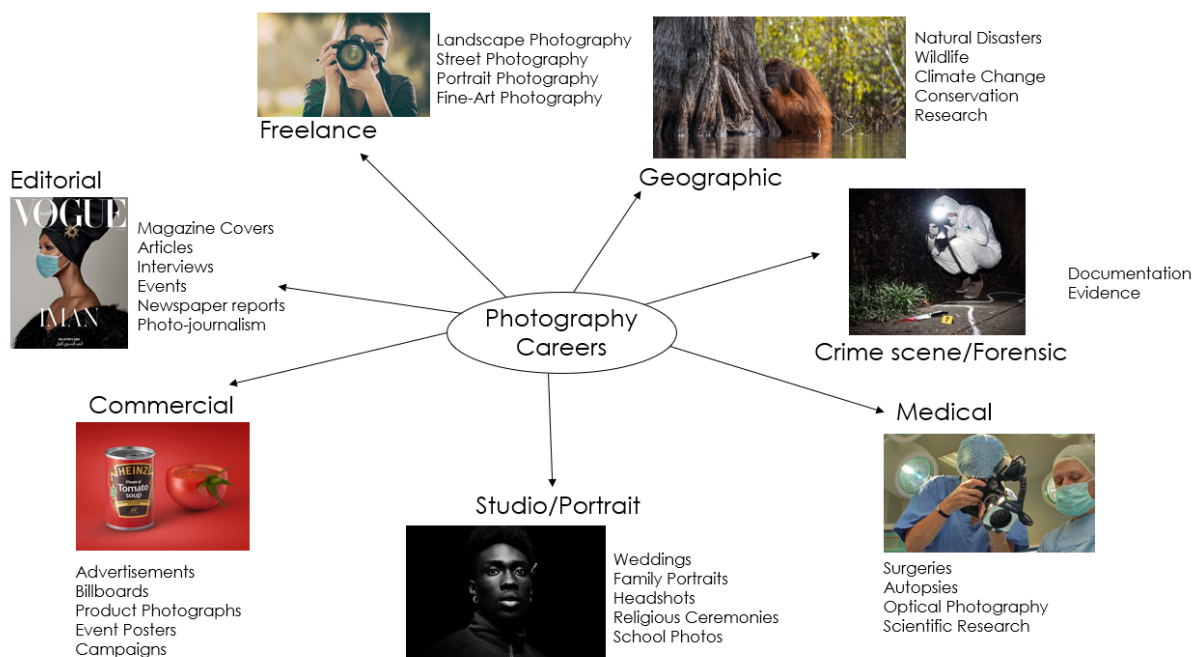 Freelance
Landscape Photography
Street Photography
Portrait Photography
Fine-Art Photography
Geographic
Natural Disasters
Wildlife
Climate Change
Conservation
Research
Editorial
VOGUE
IMAN
Magazine Covers
Articles
Interviews
Events
Newspaper reports
Photo-journalism
Photography
Careers
7
Crime scene/Forensic
Documentation
Evidence
Commercial
HEINZ
Tomato
soup
Advertisements
Billboards
Product Photographs
Event Posters
Campaigns
Studio/Portrait
Weddings
Family Portraits
Headshots
Religious Ceremonies
School Photos
Medical
Surgeries
Autopsies
Optical Photography
Scientific Research